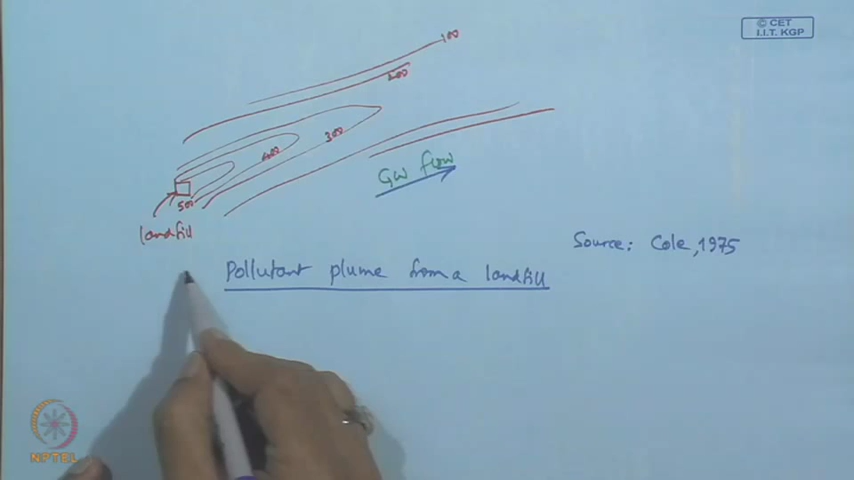 © CET
I.I.T. KGP
100
200
300
400
500
landfill
GW flow
Source: Cole, 1975
Pollutant plume from a landfill
NPTEL